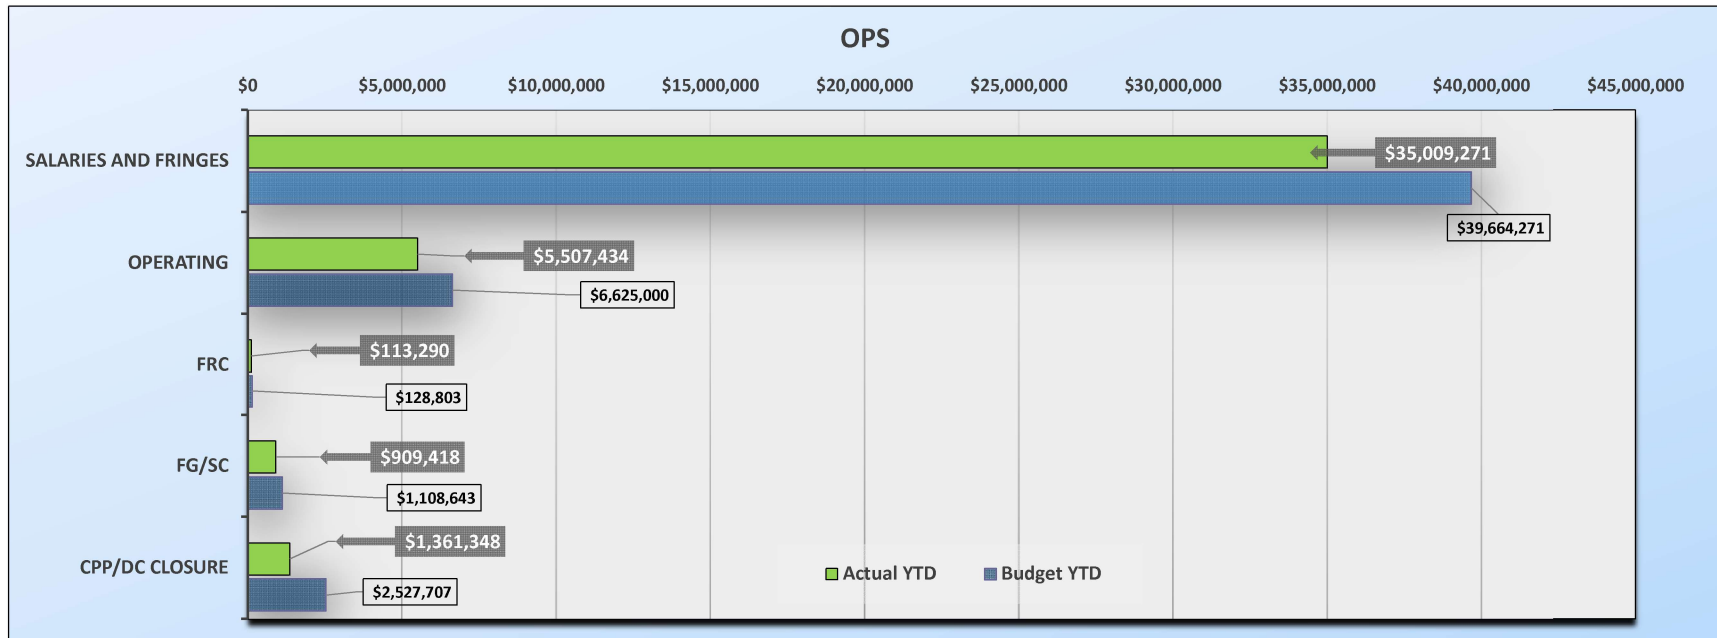 OPS
$0 $5,000,000 $10,000,000 $15,000,000 $20,000,000 $25,000,000 $30,000,000 $35,000,000 $40,000,000 $45,000,000
SALARIES AND FRINGES
$35,009,271
$39,664,271
OPERATING
$5,507,434
$6,625,000
FRC
$113,290
$128,803
FG/SC
$909,418
$1,108,643
CPP/DC CLOSURE
$1,361,348
$2,527,707
Actual YTD Budget YTD